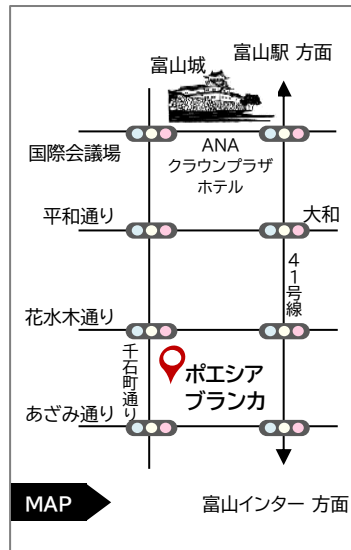 富山駅 方面
富山城
国際会議場
ANA
クラウンプラザ
ホテル
平和通り
大和
41号線
花水木通り
千石町通り
ポエシア
ブランカ
あざみ通り
MAP
富山インター 方面